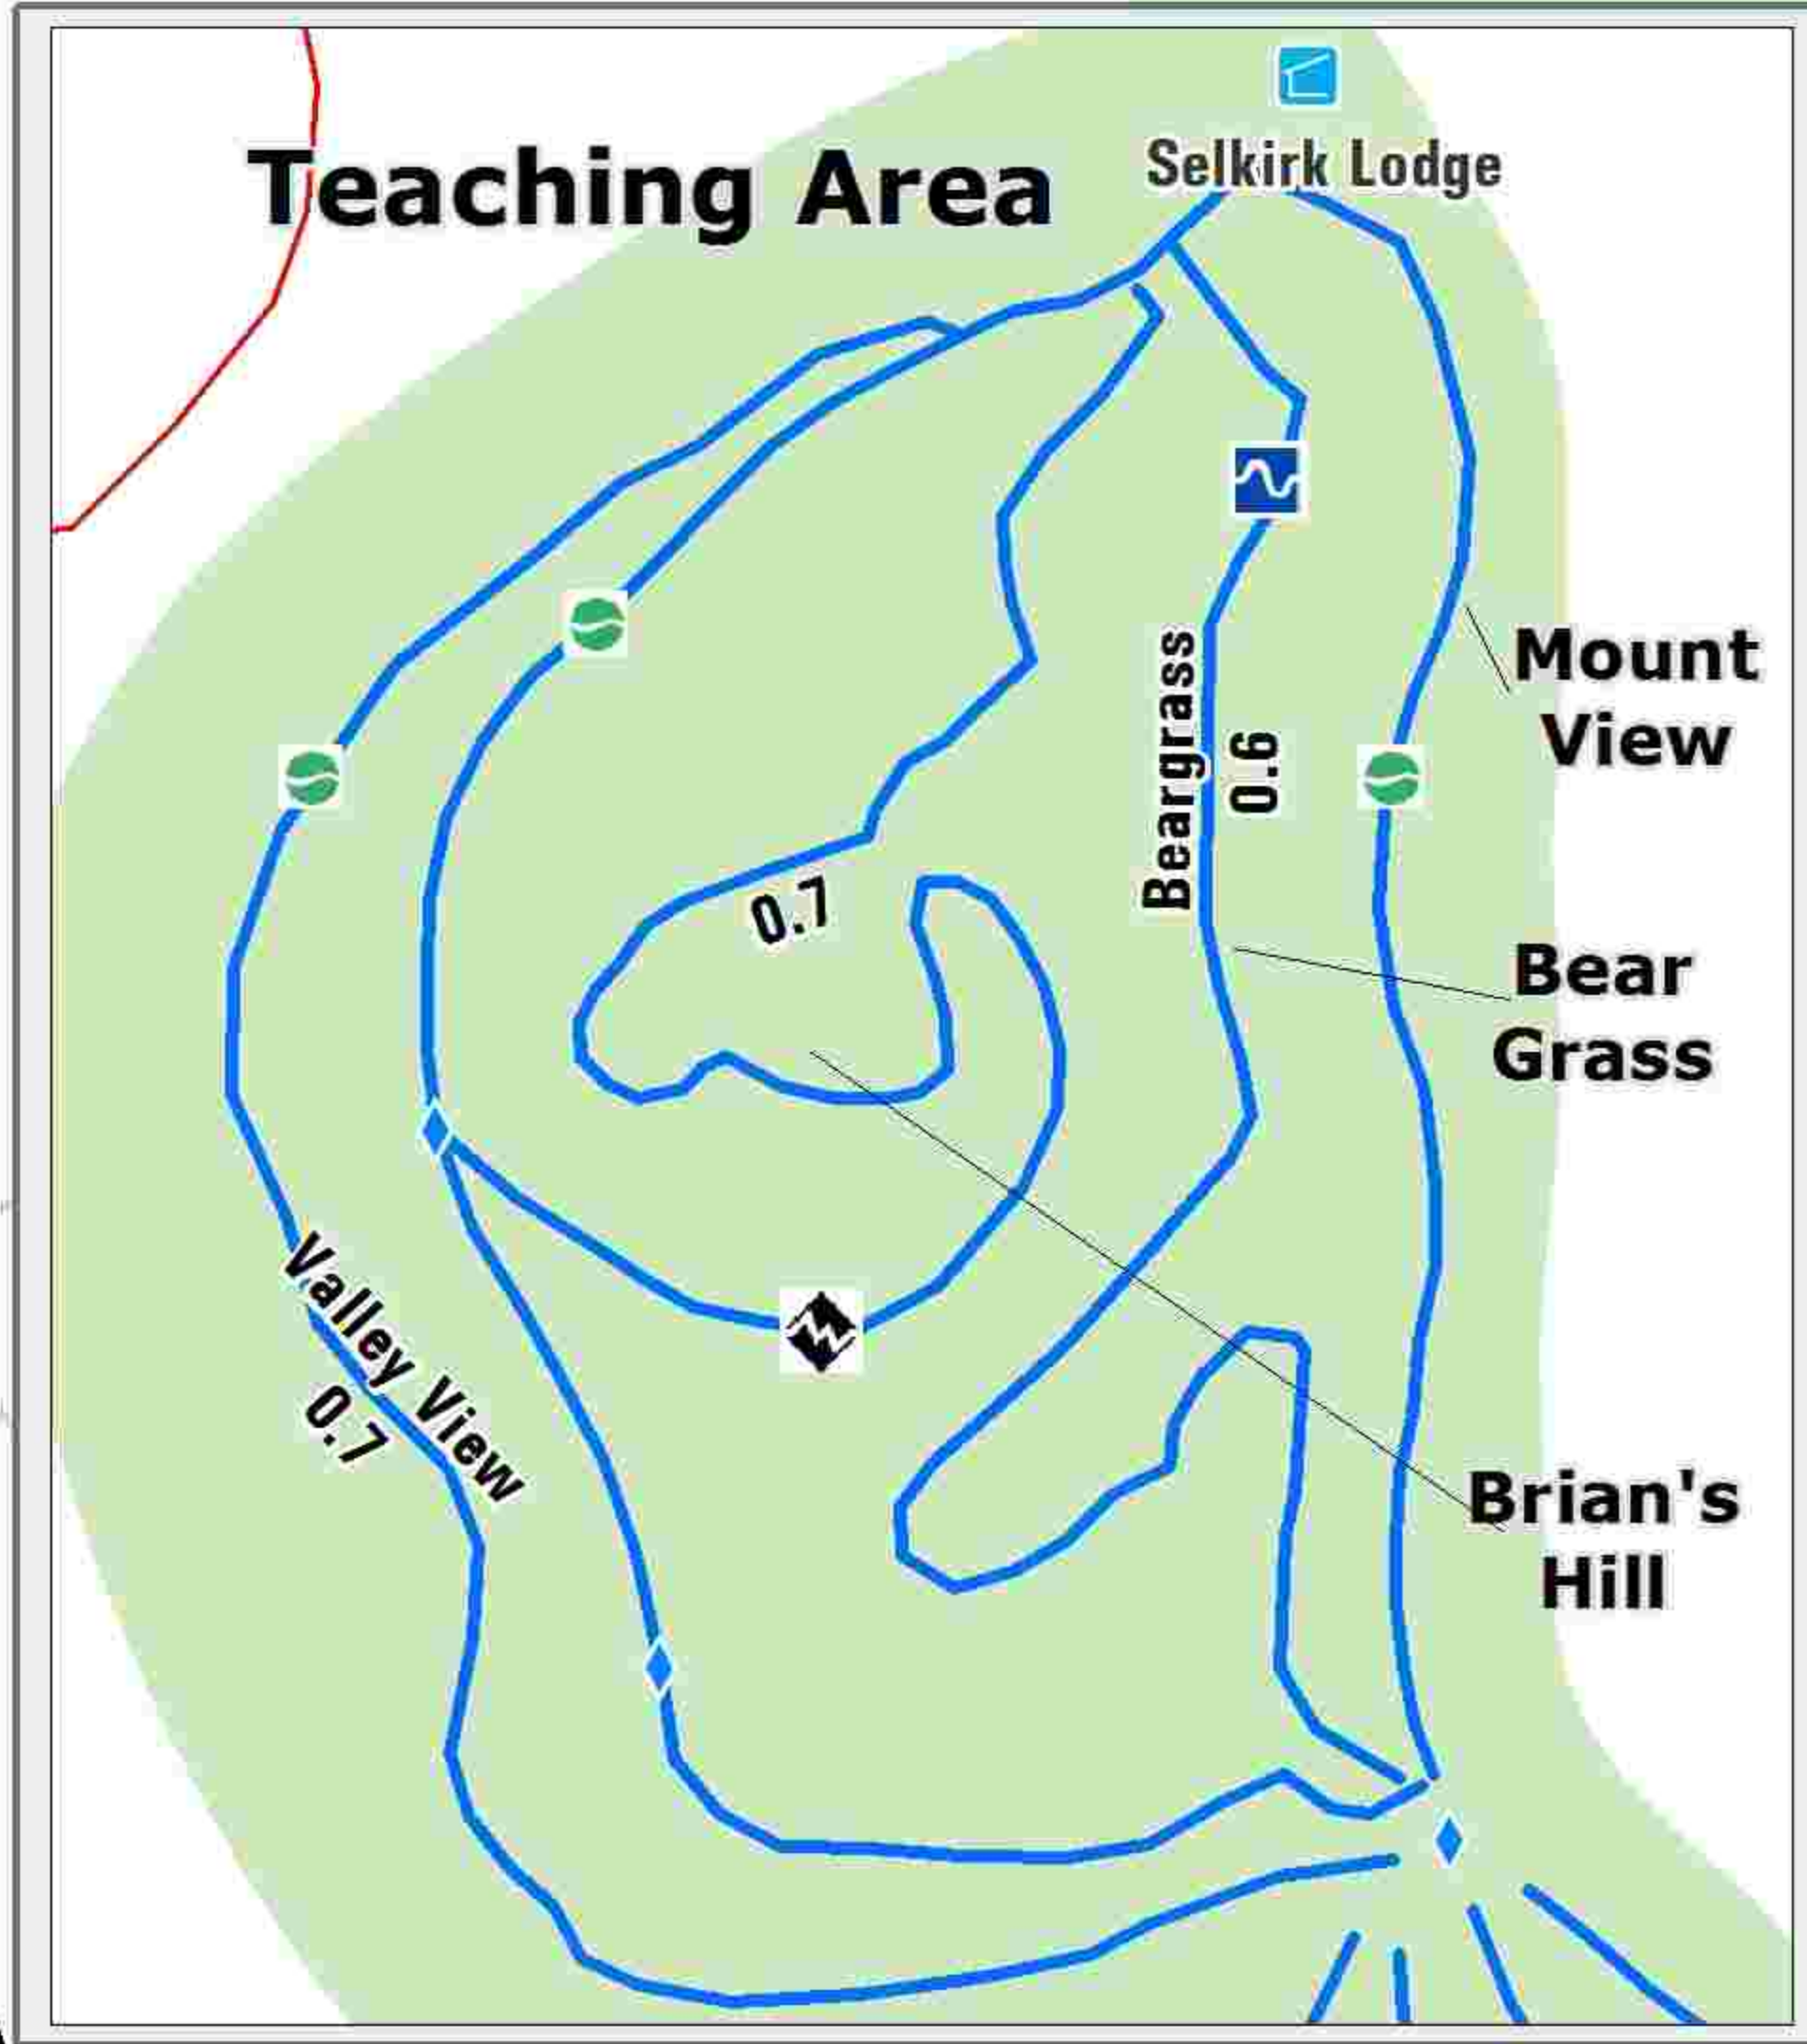 Teaching Area
Selkirk Lodge
Mount
View
Beargrass
0.6
0.7
Bear
Grass
Valley View
0.7
Brian's
Hill